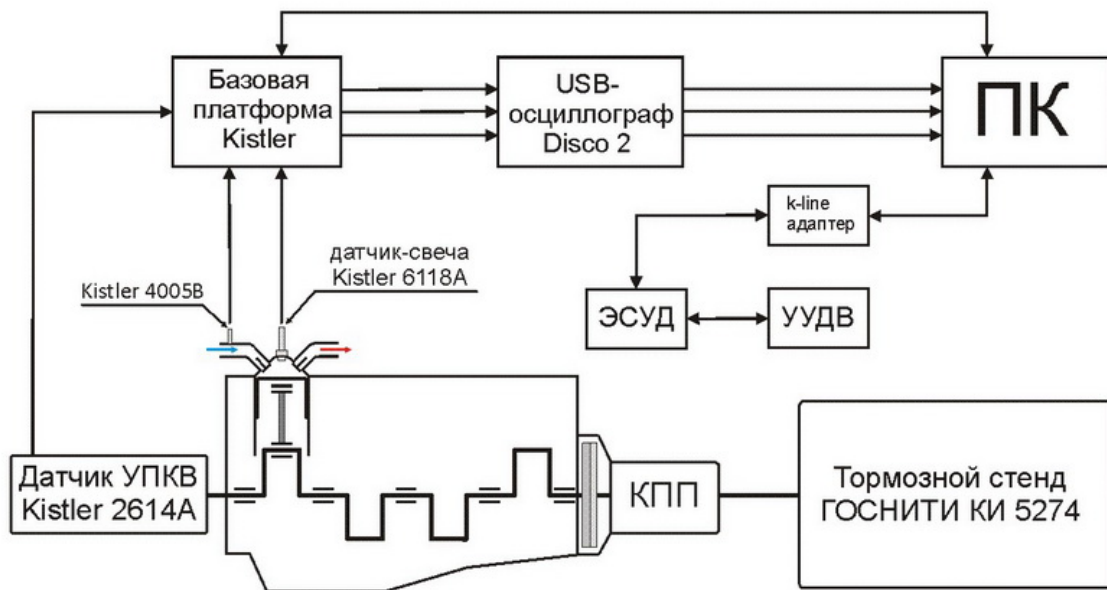 Базовая
платформа
Kistler
USB-
осциллограф
Disco 2
ПК
k-line
адаптер
датчик-свеча
Kistler 6118A
Kistler 4005B
ЭСУД
УУДВ
Датчик УПКВ
Kistler 2614A
КПП
Тормозной стенд
ГОСНИТИ КИ 5274